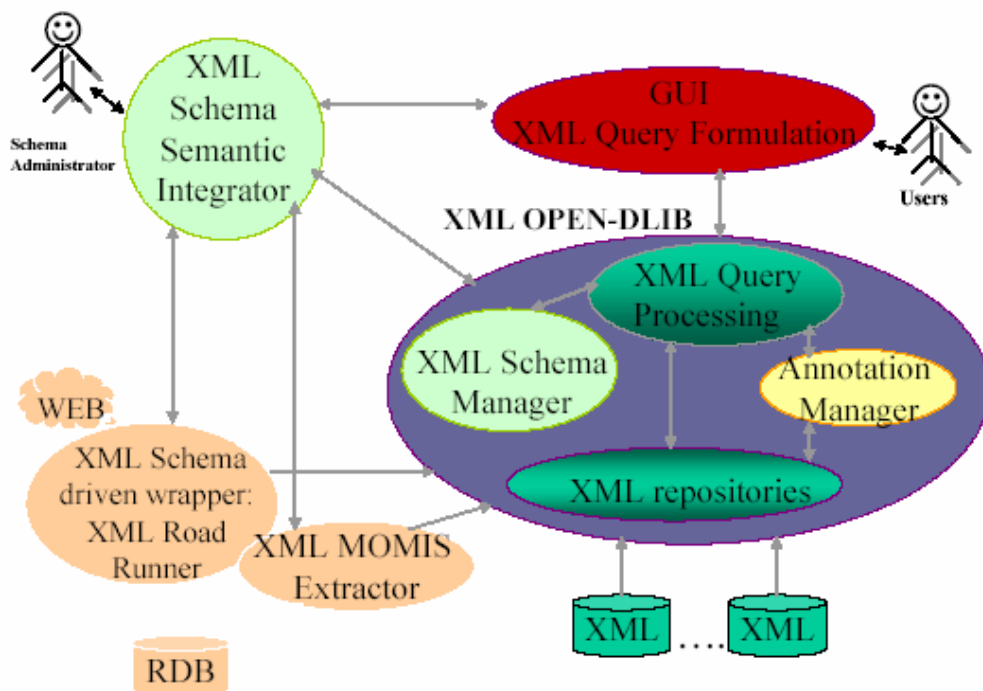 XML
Schema
Semantic
Integrator
Schema
Administrator
GUI
XML Query Formulation
Users
XML OPEN-DLIB
XML Query
Processing
XML Schema
Manager
Annotation
Manager
WEB
XML Schema
driven wrapper:
XML Road
Runner
XML repositories
XML MOMIS
Extractor
XML
....
XML
RDB